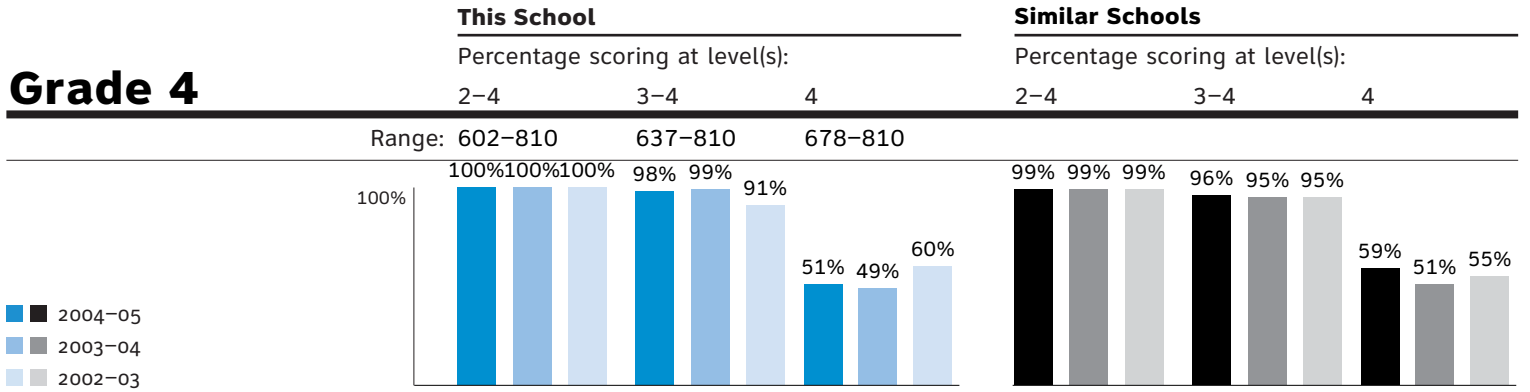 This School Similar Schools
Percentage scoring at level(s): Percentage scoring at level(s):
Grade 4 2–4 3–4 4 2–4 3–4 4
Range: 602–810 637–810 678–810
100% 100% 100% 98% 99% 91% 51% 49% 60% 99% 99% 99% 96% 95% 95% 59% 51% 55%
100%
2004–05
2003–04
2002–03